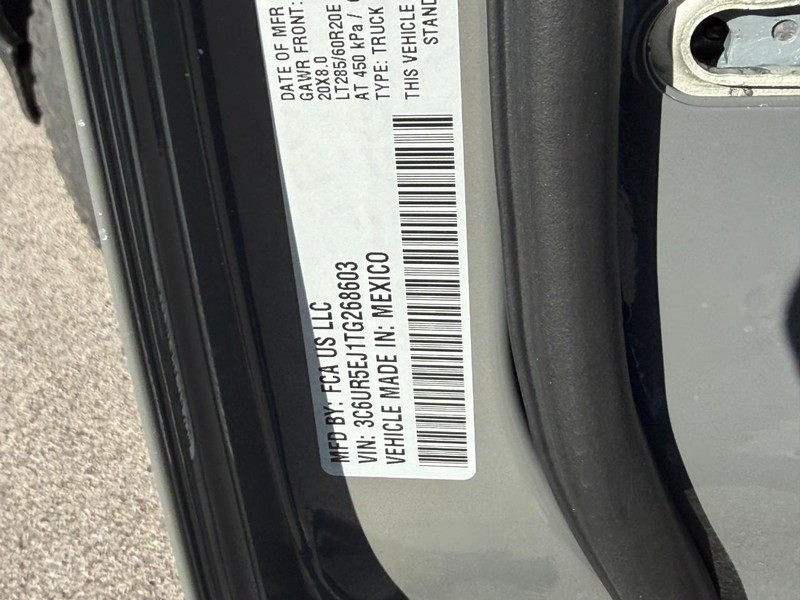 MFD BY: FCA US LLC
VIN: 3C6UR5EJ1TG268603
VEHICLE MADE IN: MEXICO
DATE OF MFR
GAWR FRONT:
20X8.0
LT285/60R20E
AT 450 kPa /
TYPE: TRUCK
THIS VEHICLE
STAND